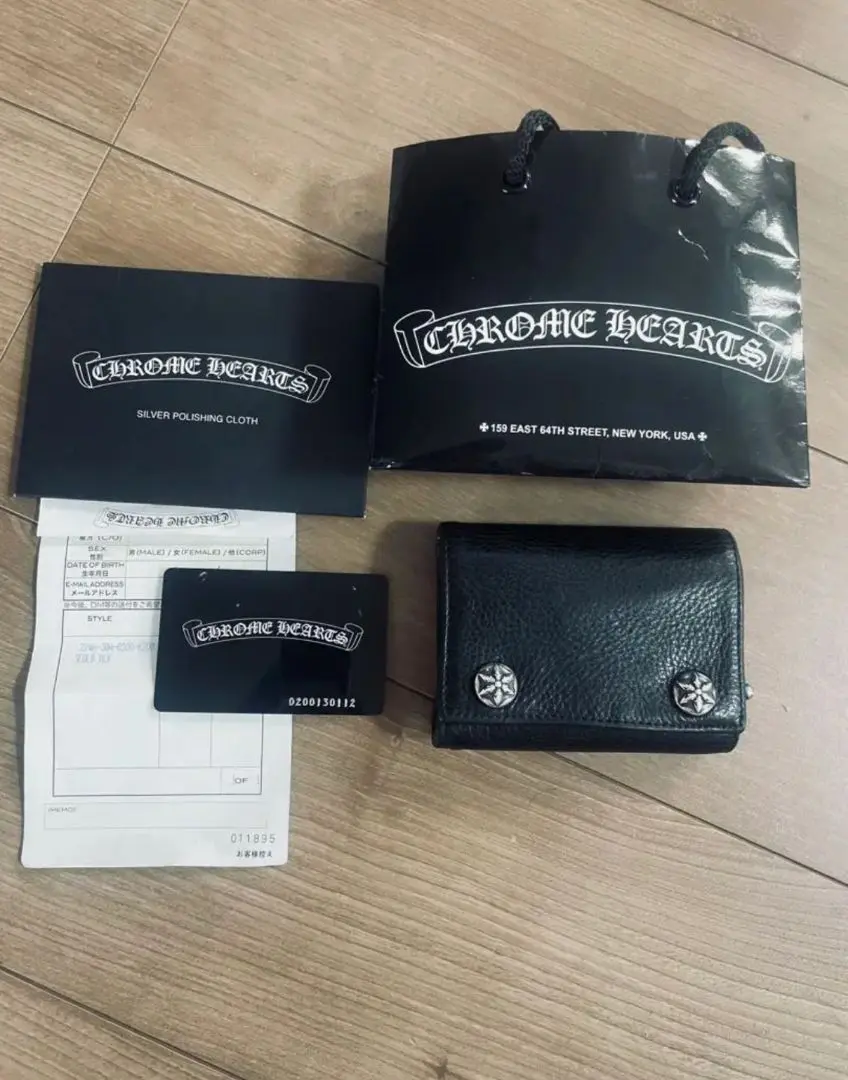 CHROME HEARTS
159 EAST 64TH STREET, NEW YORK, USA
CHROME HEARTS
SILVER POLISHING CLOTH
CHROME HEARTS
SEX
性別
男(MALE) / 女(FEMALE) / 他(CORP)
DATE OF BIRTH
生年月日
E-MAIL ADDRESS
メールアドレス
STYLE
OF
(MEMO)
011895
お客様控え
CHROME HEARTS
0200130112